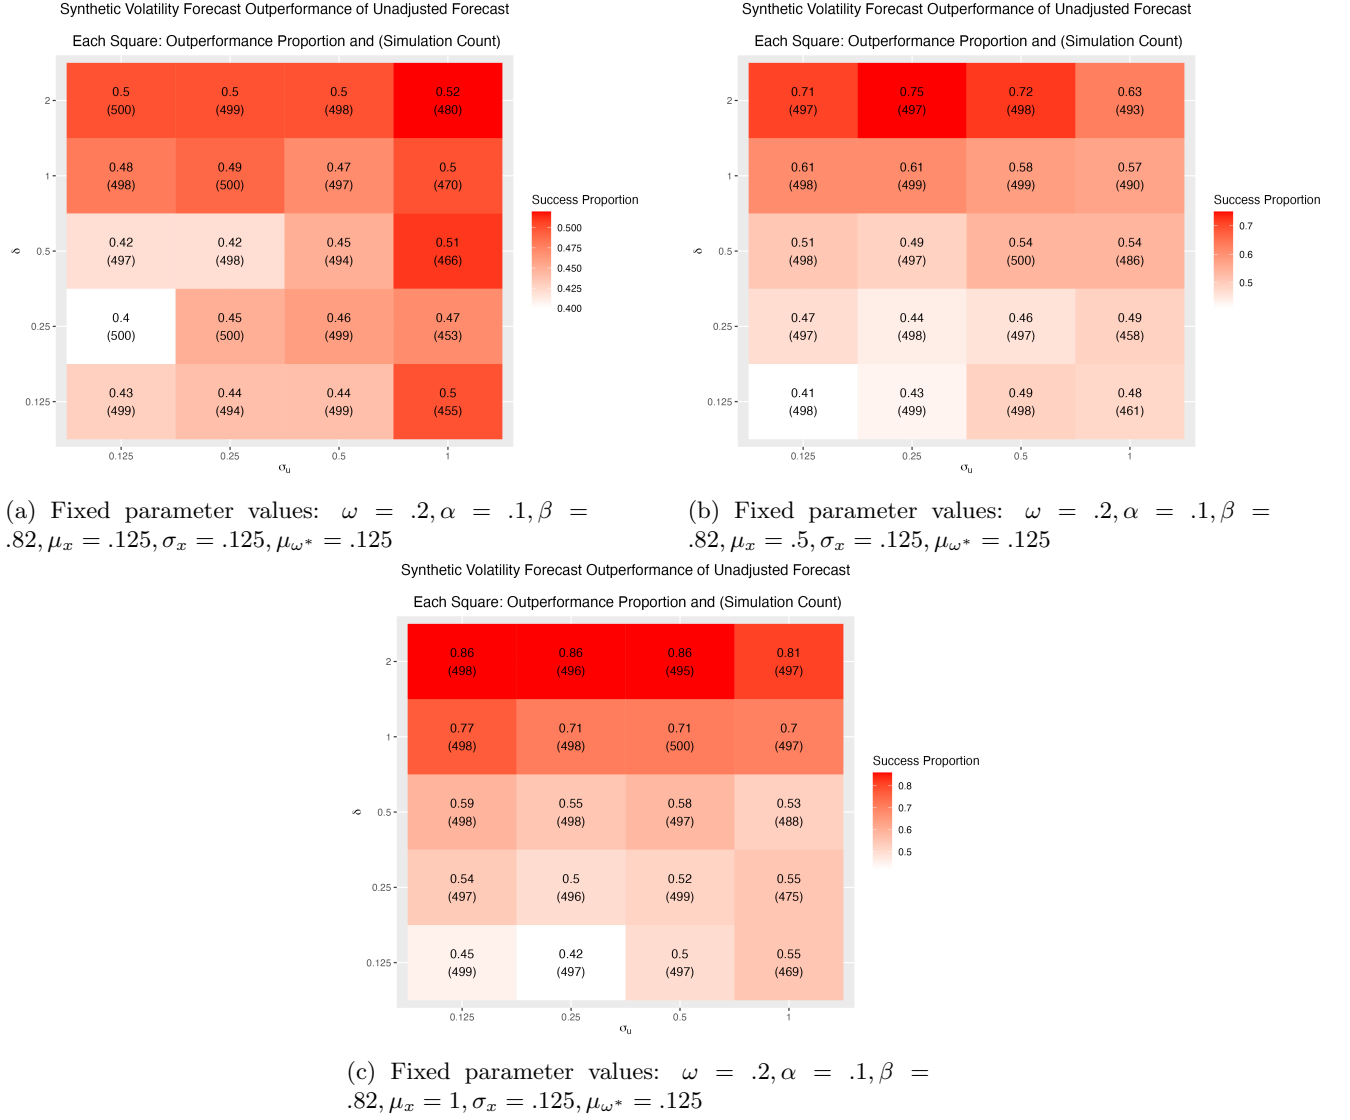 Synthetic Volatility Forecast Outperformance of Unadjusted Forecast
Each Square: Outperformance Proportion and (Simulation Count)
2
0.5 0.5 0.5 0.52
(500) (499) (498) (480)
1
0.48 0.49 0.47 0.5
(498) (500) (497) (470)
δ
0.5
0.42 0.42 0.45 0.51
(497) (498) (494) (466)
0.25
0.4 0.45 0.46 0.47
(500) (500) (499) (453)
0.125
0.43 0.44 0.44 0.5
(499) (494) (499) (455)
0.125 0.25 0.5 1
σu
Success Proportion
0.500
0.475
0.450
0.425
0.400
(a) Fixed parameter values: ω = .2, α = .1, β =
.82, μx = .125, σx = .125, μω* = .125
Synthetic Volatility Forecast Outperformance of Unadjusted Forecast
Each Square: Outperformance Proportion and (Simulation Count)
2
0.71 0.75 0.72 0.63
(497) (497) (498) (493)
1
0.61 0.61 0.58 0.57
(498) (499) (499) (490)
δ
0.5
0.51 0.49 0.54 0.54
(498) (497) (500) (486)
0.25
0.47 0.44 0.46 0.49
(497) (498) (497) (458)
0.125
0.41 0.43 0.49 0.48
(498) (499) (498) (461)
0.125 0.25 0.5 1
σu
Success Proportion
0.7
0.6
0.5
(b) Fixed parameter values: ω = .2, α = .1, β =
.82, μx = .5, σx = .125, μω* = .125
Synthetic Volatility Forecast Outperformance of Unadjusted Forecast
Each Square: Outperformance Proportion and (Simulation Count)
2
0.86 0.86 0.86 0.81
(498) (496) (495) (497)
1
0.77 0.71 0.71 0.7
(498) (498) (500) (497)
δ
0.5
0.59 0.55 0.58 0.53
(498) (498) (497) (488)
0.25
0.54 0.5 0.52 0.55
(497) (496) (499) (475)
0.125
0.45 0.42 0.5 0.55
(499) (497) (497) (469)
0.125 0.25 0.5 1
σu
Success Proportion
0.8
0.7
0.6
0.5
(c) Fixed parameter values: ω = .2, α = .1, β =
.82, μx = 1, σx = .125, μω* = .125